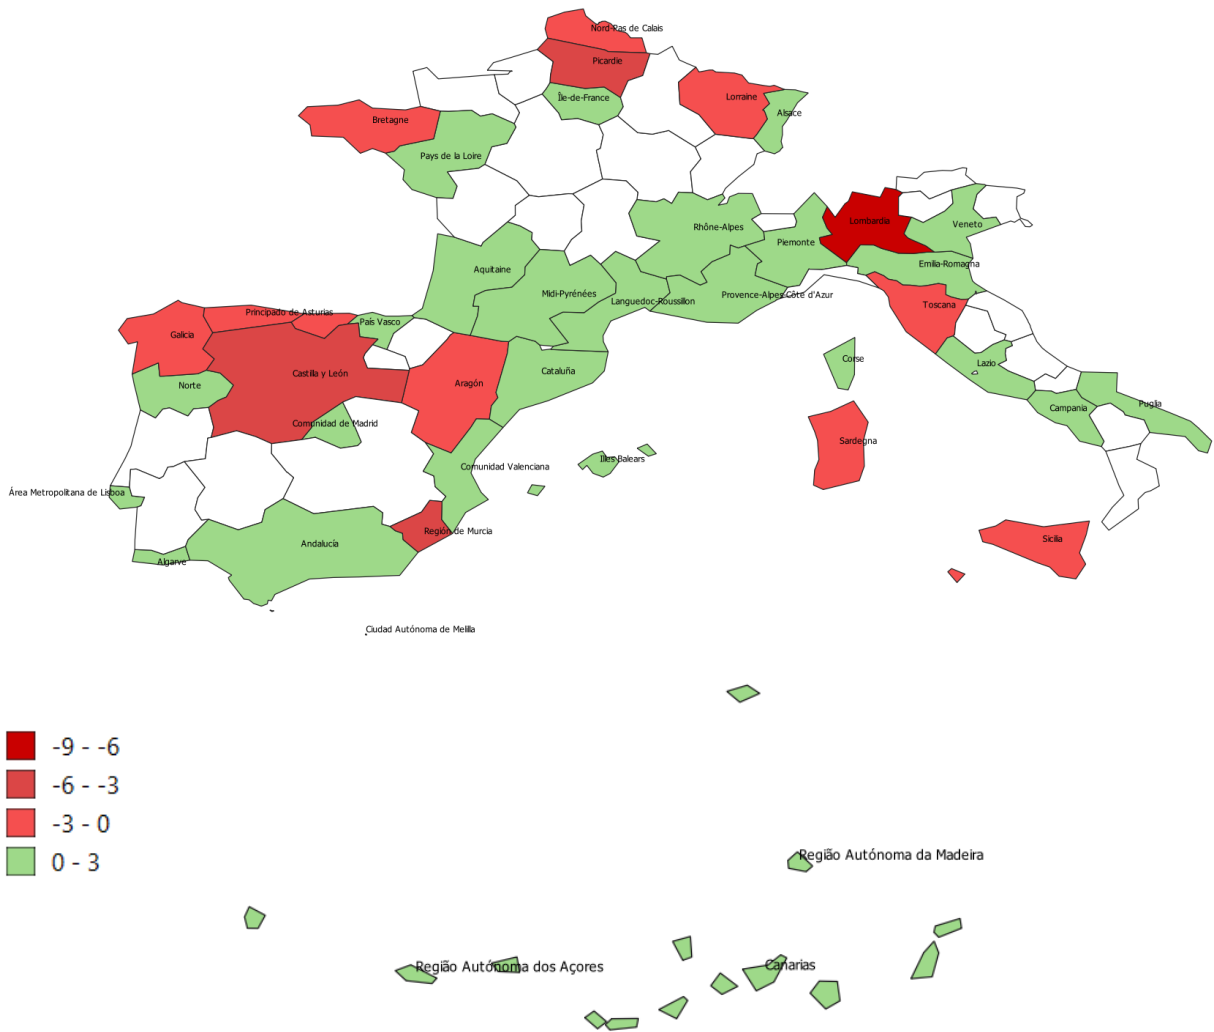 Nord-Pas de Calais
Picardie
Île-de-France
Lorraine
Alsace
Bretagne
Pays de la Loire
Rhône-Alpes
Lombardia
Veneto
Piemonte
Emilia-Romagna
Aquitaine
Midi-Pyrénées
Languedoc-Roussillon
Provence-Alpes-Côte d'Azur
Toscana
Principado de Asturias
País Vasco
Galicia
Corse
Lazio
Castilla y León
Cataluña
Norte
Aragón
Campania
Puglia
Comunidad de Madrid
Sardegna
Illes Balears
Comunidad Valenciana
Área Metropolitana de Lisboa
Región de Murcia
Sicilia
Andalucía
Algarve
Ciudad Autónoma de Melilla
-9 - -6
-6 - -3
-3 - 0
0 - 3
Região Autónoma da Madeira
Região Autónoma dos Açores
Canarias